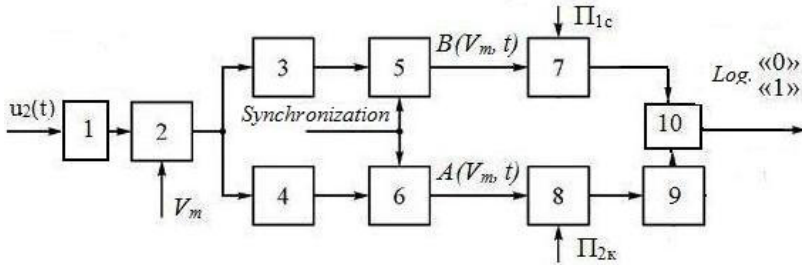 Π₁c
B(Vₘ, t)
3
5
7
Log. «0»
«1»
u₂(t)
Synchronization
1
2
10
A(Vₘ, t)
4
6
8
9
Vₘ
Π₂к